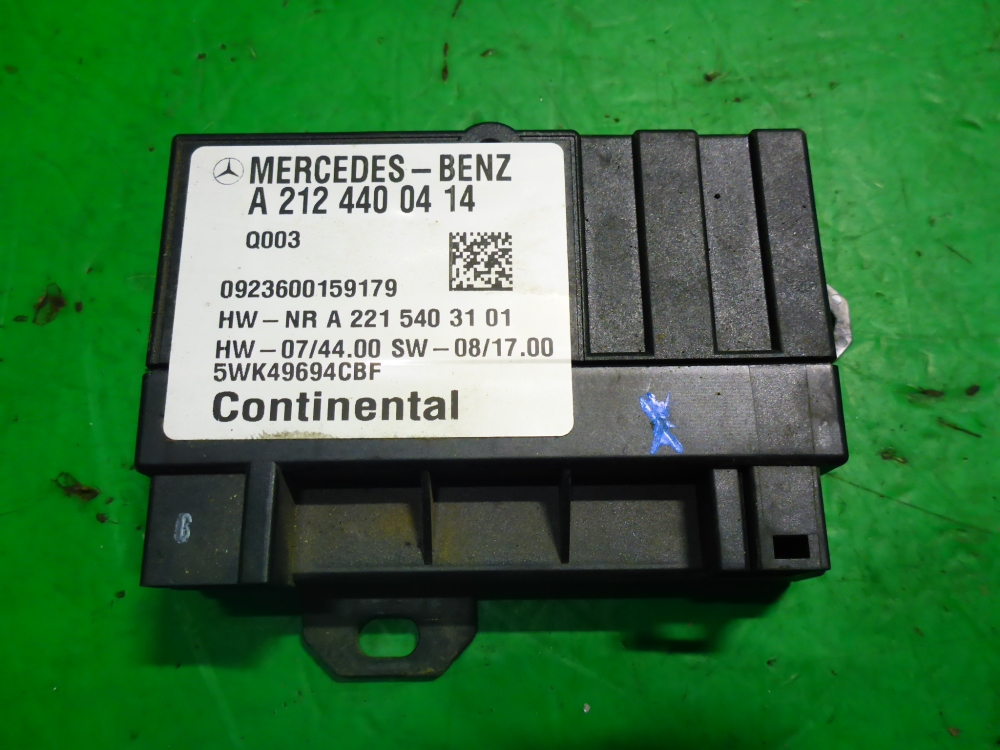 MERCEDES-BENZ
A 212 440 04 14
Q003
0923600159179
HW-NR A 221 540 31 01
HW-07/44.00 SW-08/17.00
5WK49694CBF
Continental
X